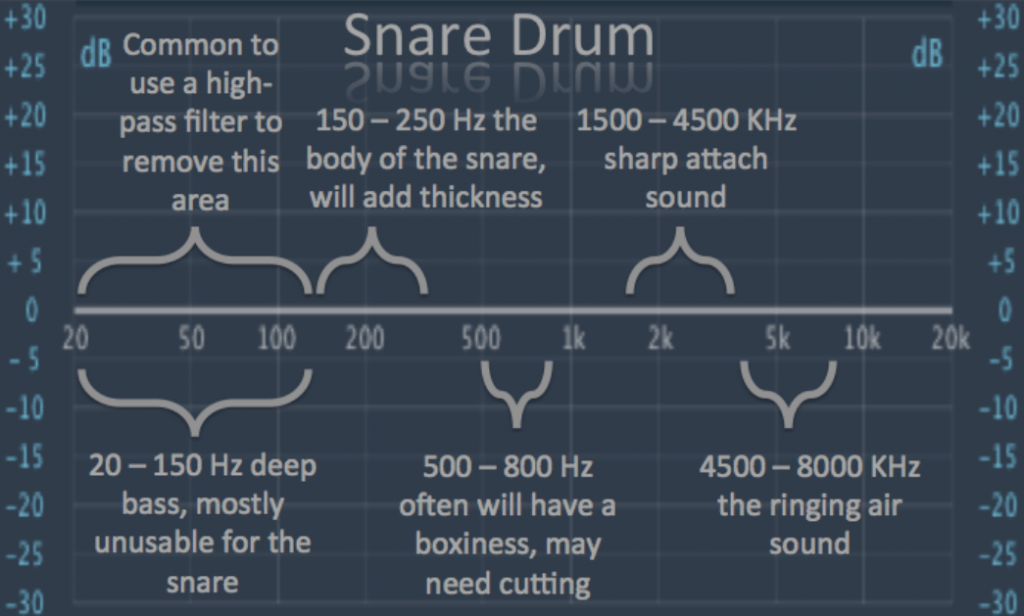 Snare Drum
dB
dB
Common to
use a high-
pass filter to
remove this
area
150 – 250 Hz the
body of the snare,
will add thickness
1500 – 4500 KHz
sharp attach
sound
+30
+25
+20
+15
+10
+ 5
0
- 5
-10
-15
-20
-25
-30
20 50 100 200 500 1k 2k 5k 10k 20k
+30
+25
+20
+15
+10
+5
0
-5
-10
-15
-20
-25
-30
20 – 150 Hz deep
bass, mostly
unusable for the
snare
500 – 800 Hz
often will have a
boxiness, may
need cutting
4500 – 8000 KHz
the ringing air
sound